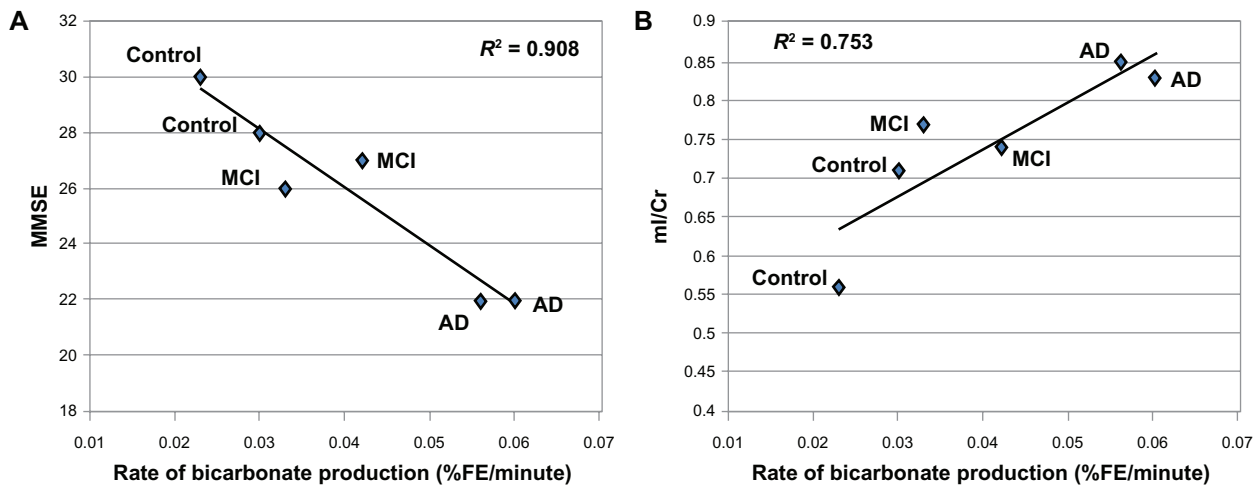 A
R² = 0.908
MMSE
32
30
28
26
24
22
20
18
Control
Control
MCI
MCI
AD
AD
0.01 0.02 0.03 0.04 0.05 0.06 0.07
Rate of bicarbonate production (%FE/minute)
B
R² = 0.753
mI/Cr
0.9
0.85
0.8
0.75
0.7
0.65
0.6
0.55
0.5
0.45
0.4
AD
AD
MCI
MCI
Control
Control
0.01 0.02 0.03 0.04 0.05 0.06 0.07
Rate of bicarbonate production (%FE/minute)